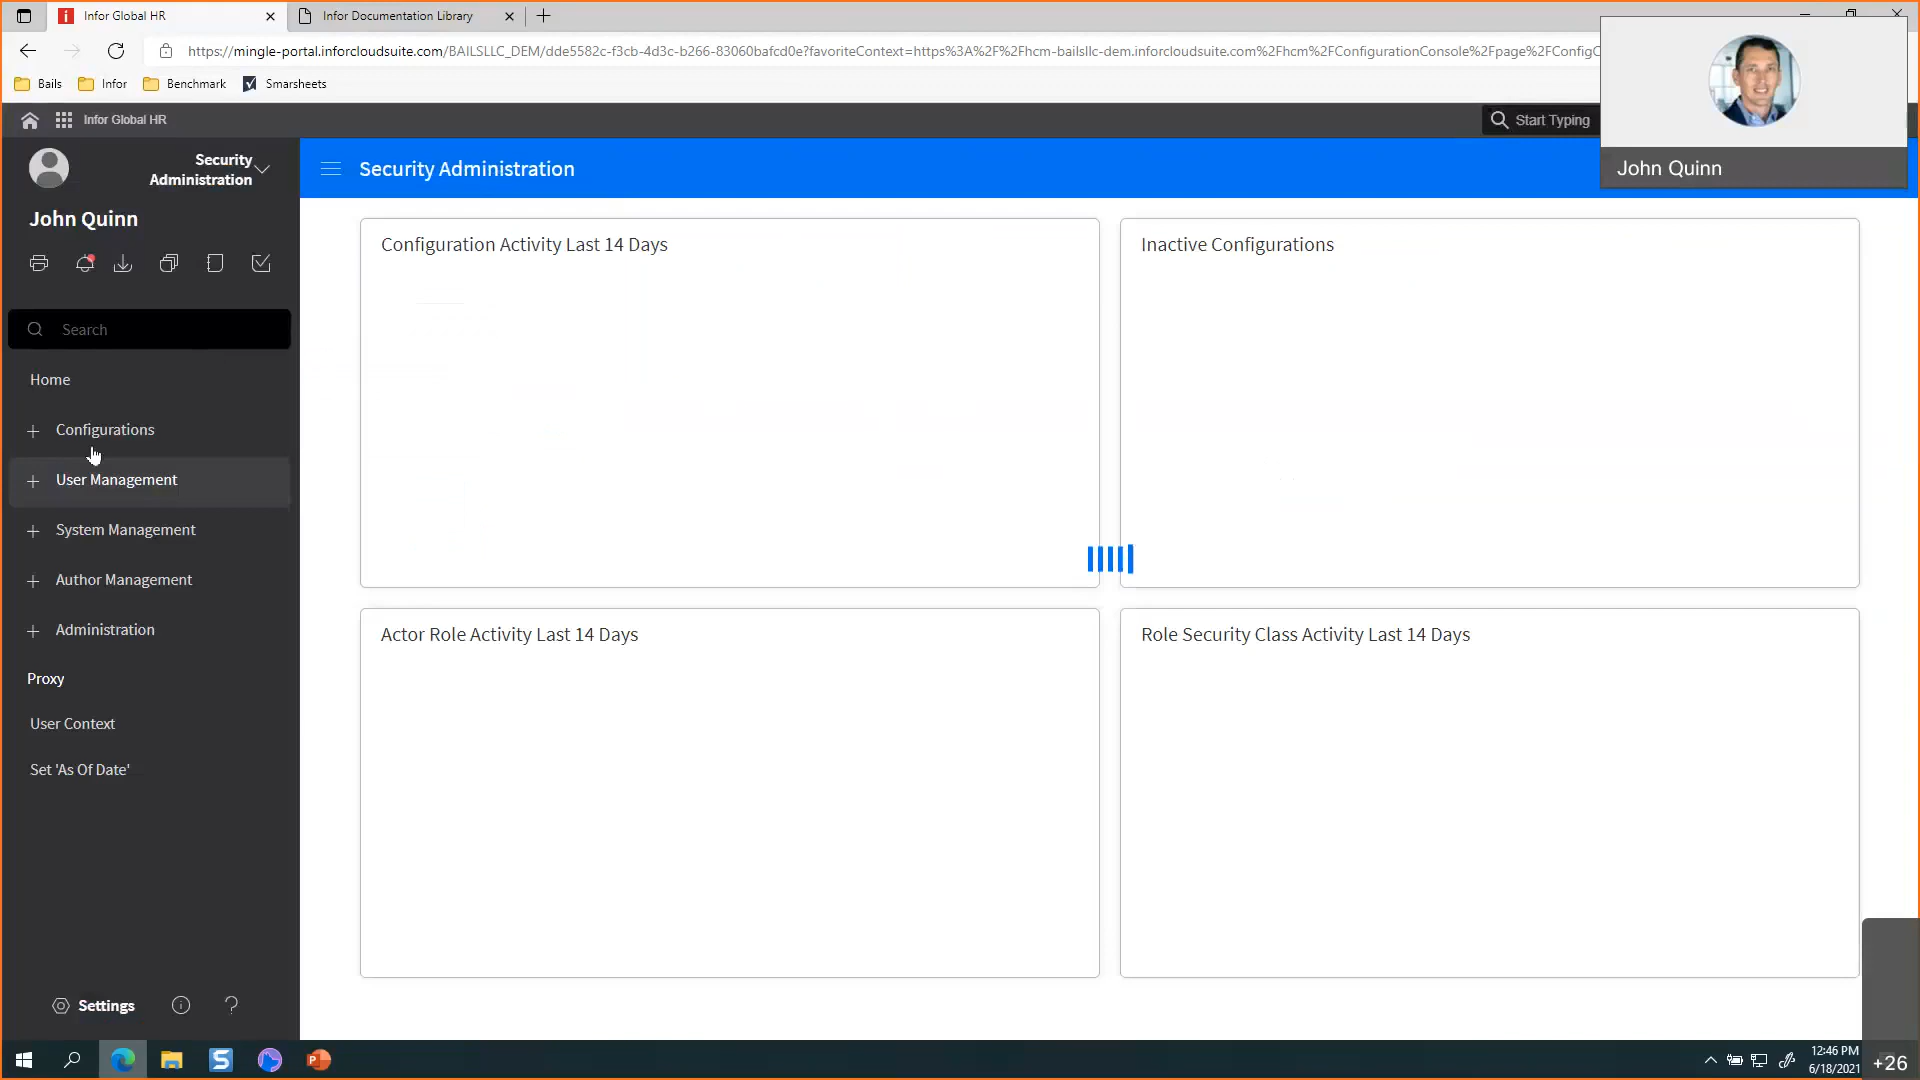 Infor Global HR
Infor Documentation Library
https://mingle-portal.inforcloudsuite.com/BAILSLLC_DEM/dde5582c-f3cb-4d3c-b266-83060bafcd0e?favoriteContext=https%3A%2F%2Fhcm-bailsllc-dem.inforcloudsuite.com%2Fhcm%2FConfigurationConsole%2Fpage%2FConfigC
Bails
Infor
Benchmark
Smarsheets
Infor Global HR
Start Typing
John Quinn
Security
Administration
Security Administration
John Quinn
Search
Home
Configurations
User Management
System Management
Author Management
Administration
Proxy
User Context
Set 'As Of Date'
Settings
Configuration Activity Last 14 Days
Inactive Configurations
Actor Role Activity Last 14 Days
Role Security Class Activity Last 14 Days
12:46 PM
6/18/2021
+26